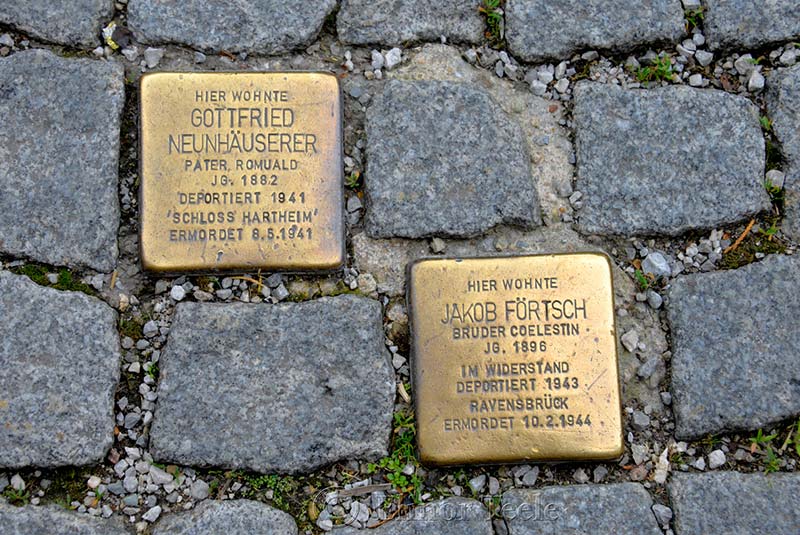 HIER WOHNTE
GOTTFRIED
NEUNHÄUSERER
PATER ROMUALD
JG. 1882
DEPORTIERT 1941
'SCHLOSS HARTHEIM'
ERMORDET 8.5.1941
HIER WOHNTE
JAKOB FÖRTSCH
BRUDER COELESTIN
JG. 1896
IM WIDERSTAND
DEPORTIERT 1943
RAVENSBRÜCK
ERMORDET 10.2.1944